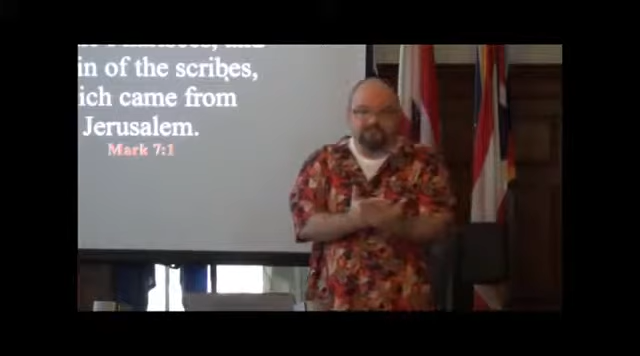 in of the scribes,
ich came from
Jerusalem.
Mark 7:1